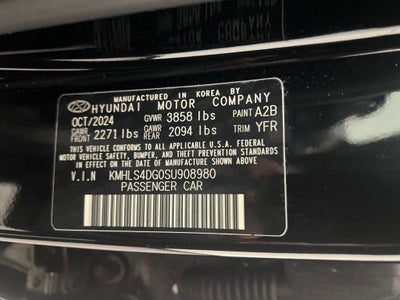 MANUFACTURED IN KOREA BY
HYUNDAI MOTOR COMPANY
OCT/2024 GVWR 3858 lbs PAINT A2B
GAWR 2271 lbs GAWR 2094 lbs TRIM YFR
THIS VEHICLE CONFORMS TO ALL APPLICABLE U.S.A. FEDERAL
MOTOR VEHICLE SAFETY, BUMPER, AND THEFT PREVENTION STANDARDS
IN EFFECT ON THE DATE OF MANUFACTURE SHOWN ABOVE.
V.I.N KMHLS4DG0SU908980
PASSENGER CAR